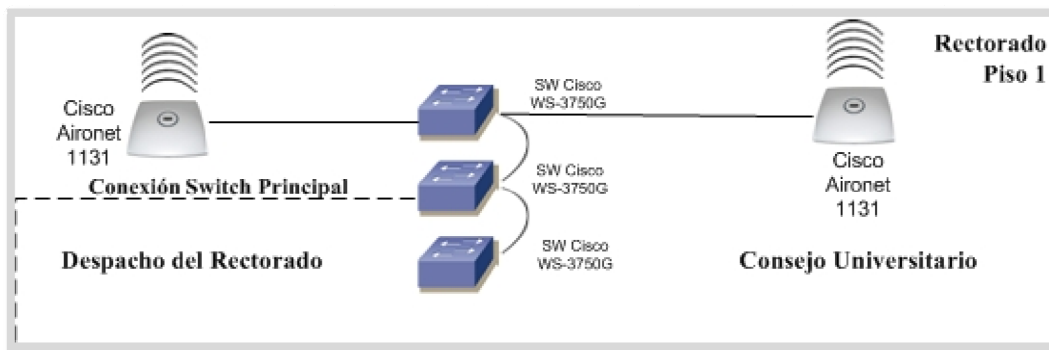 Rectorado
Piso 1
Cisco
Aironet
1131
SW Cisco
WS-3750G
Cisco
Aironet
1131
Conexión Switch Principal
SW Cisco
WS-3750G
Despacho del Rectorado
SW Cisco
WS-3750G
Consejo Universitario